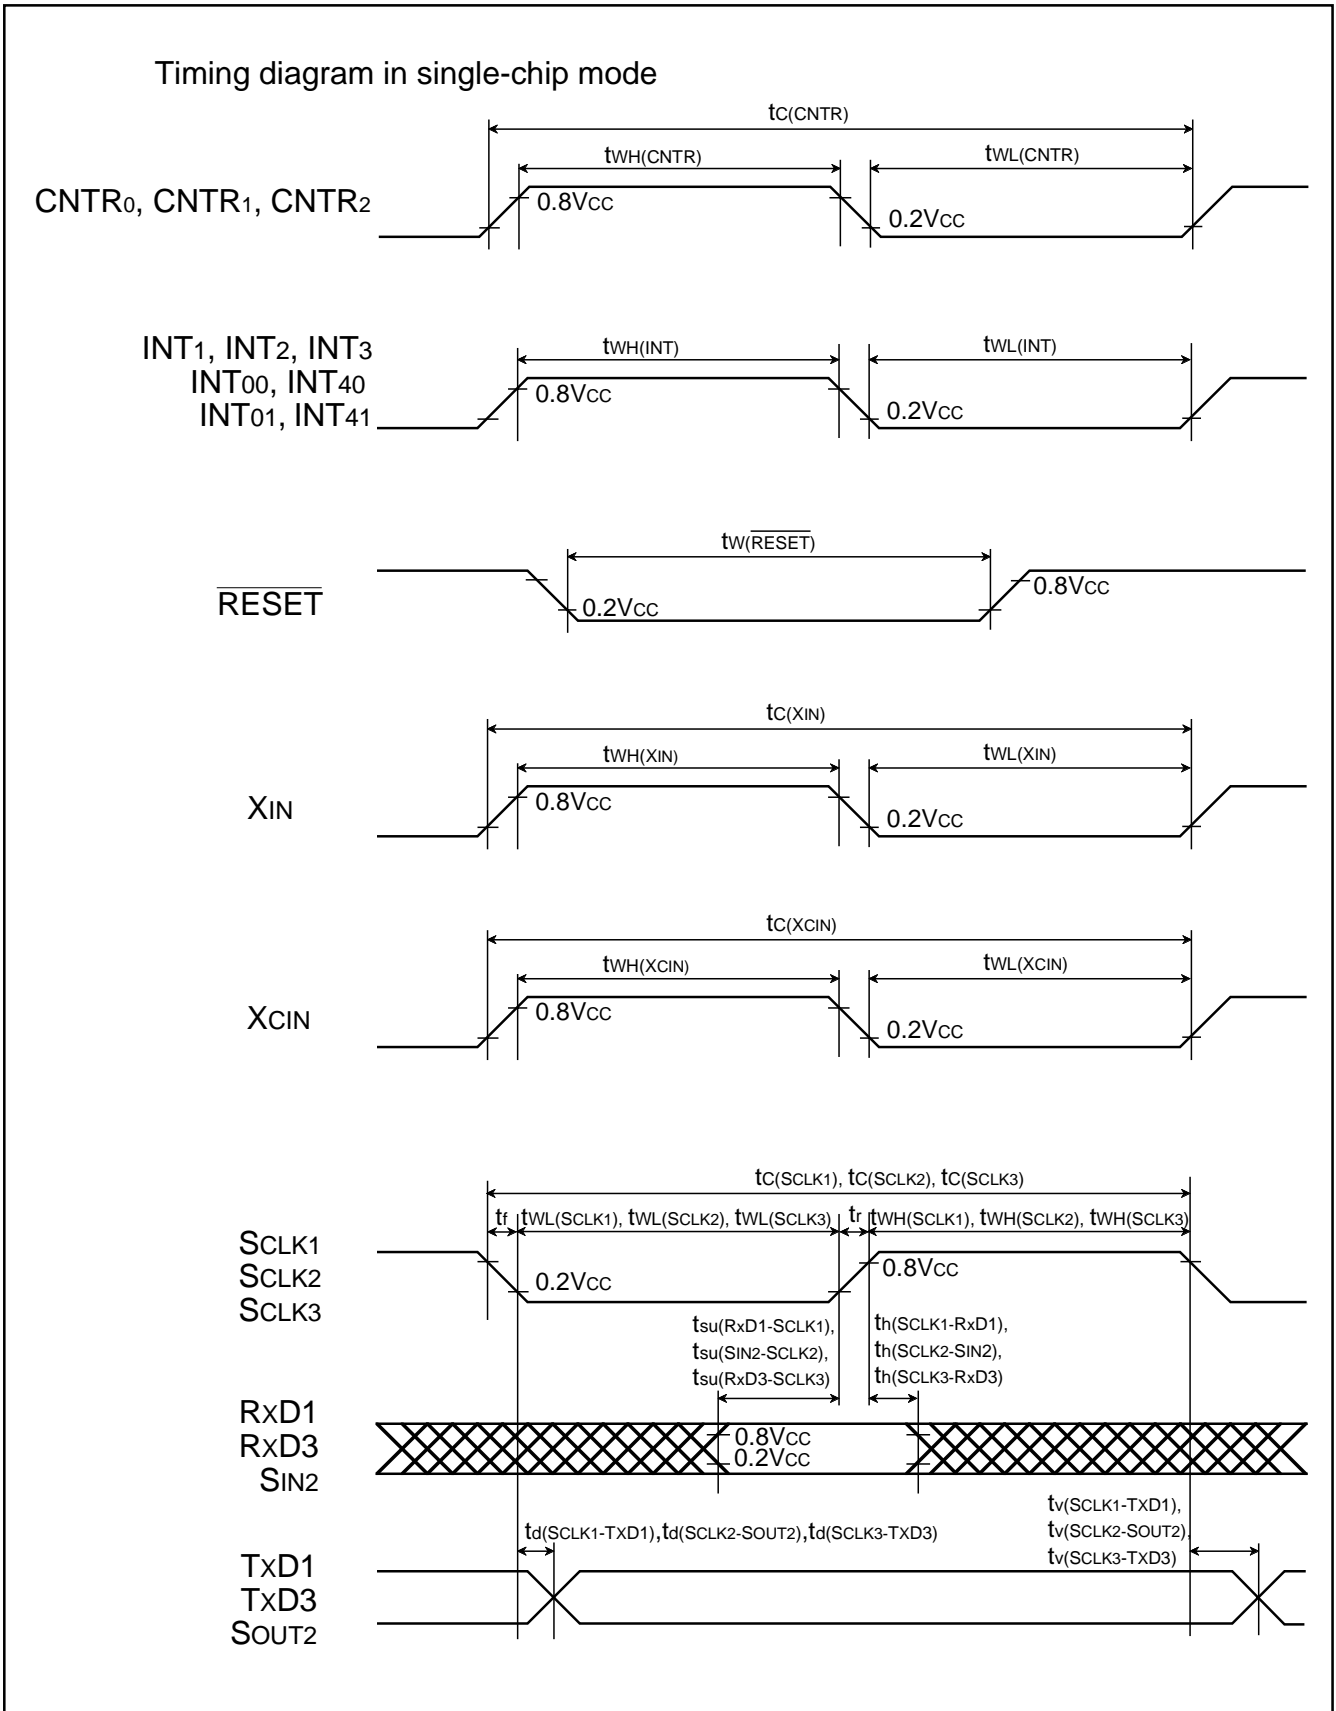 Timing diagram in single-chip mode
tC(CNTR)
tWH(CNTR)
tWL(CNTR)
CNTR0, CNTR1, CNTR2
0.8VCC
0.2VCC
INT1, INT2, INT3
INT00, INT40
INT01, INT41
tWH(INT)
tWL(INT)
0.8VCC
0.2VCC
tW(RESET)
RESET
0.2VCC
0.8VCC
tC(XIN)
tWH(XIN)
tWL(XIN)
XIN
0.8VCC
0.2VCC
tC(XCIN)
tWH(XCIN)
tWL(XCIN)
XCIN
0.8VCC
0.2VCC
tC(SCLK1), tC(SCLK2), tC(SCLK3)
tf
tWL(SCLK1), tWL(SCLK2), tWL(SCLK3)
tr
tWH(SCLK1), tWH(SCLK2), tWH(SCLK3)
SCLK1
SCLK2
SCLK3
0.2VCC
0.8VCC
tsu(RxD1-SCLK1),
tsu(SIN2-SCLK2),
tsu(RxD3-SCLK3)
th(SCLK1-RxD1),
th(SCLK2-SIN2),
th(SCLK3-RxD3)
RXD1
RXD3
SIN2
0.8VCC
0.2VCC
td(SCLK1-TXD1),td(SCLK2-SOUT2),td(SCLK3-TXD3)
tv(SCLK1-TXD1),
tv(SCLK2-SOUT2),
tv(SCLK3-TXD3)
TXD1
TXD3
SOUT2